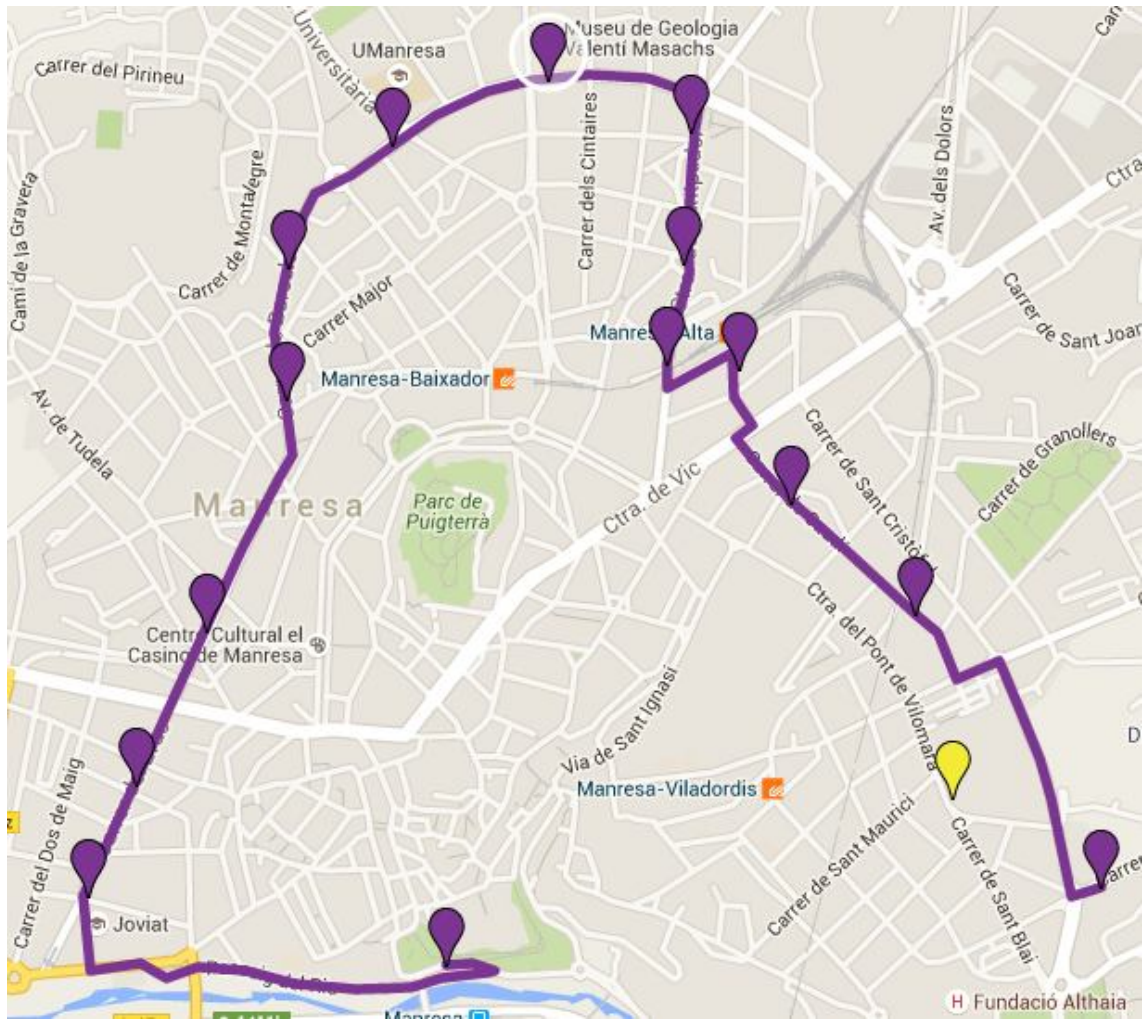 Museu de Geologia
Valentí Masachs
UManresa
Universitària
Carrer del Pirineu
Carrer dels Cintaires
Av. dels Dolors
Ctra.
Carrer de Montalegre
Camí de la Gravera
Carrer Major
Carrer de Sant Joan
Alta
Manresa-Baixador
Av. de Tudela
Carrer de Sant Cristòfol
Carrer de Granollers
Manresa
Parc de
Puigterrà
Ctra. de Vic
Centre Cultural el
Casino de Manresa
Ctra. del Pont de Vilomara
Via de Sant Ignasi
Manresa-Viladordis
Carrer del Dos de Maig
Carrer de Sant Maurici
Carrer de Sant Blai
Carrer
D
Joviat
Manresa
H Fundació Althaia